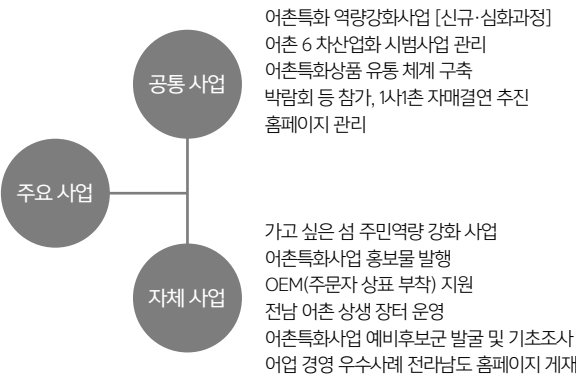 주요 사업
공통 사업
어촌특화 역량강화사업 [신규·심화과정]
어촌 6 차산업화 시범사업 관리
어촌특화상품 유통 체계 구축
박람회 등 참가, 1사1촌 자매결연 추진
홈페이지 관리
자체 사업
가고 싶은 섬 주민역량 강화 사업
어촌특화사업 홍보물 발행
OEM(주문자 상표 부착) 지원
전남 어촌 상생 장터 운영
어촌특화사업 예비후보군 발굴 및 기초조사
어업 경영 우수사례 전라남도 홈페이지 게재